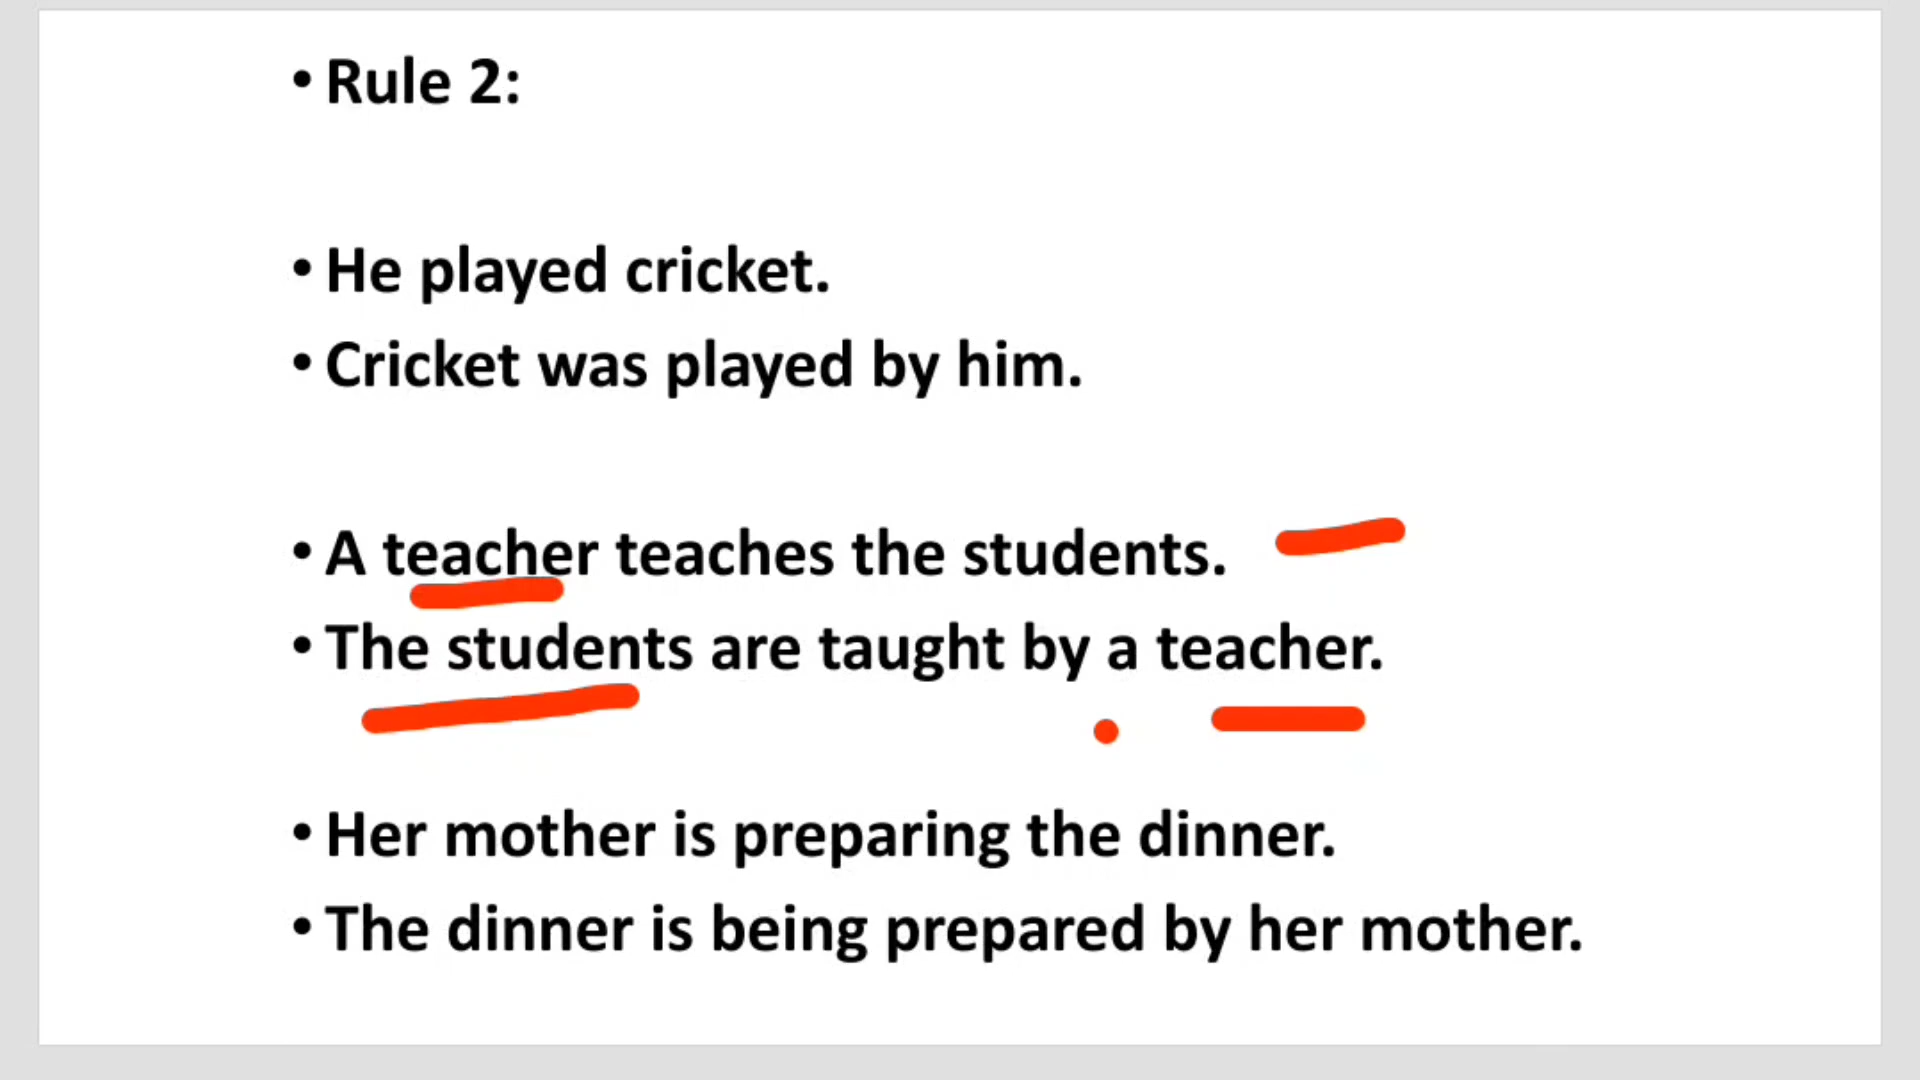 • Rule 2:
• He played cricket.
• Cricket was played by him.
• A teacher teaches the students.
• The students are taught by a teacher.
• Her mother is preparing the dinner.
• The dinner is being prepared by her mother.